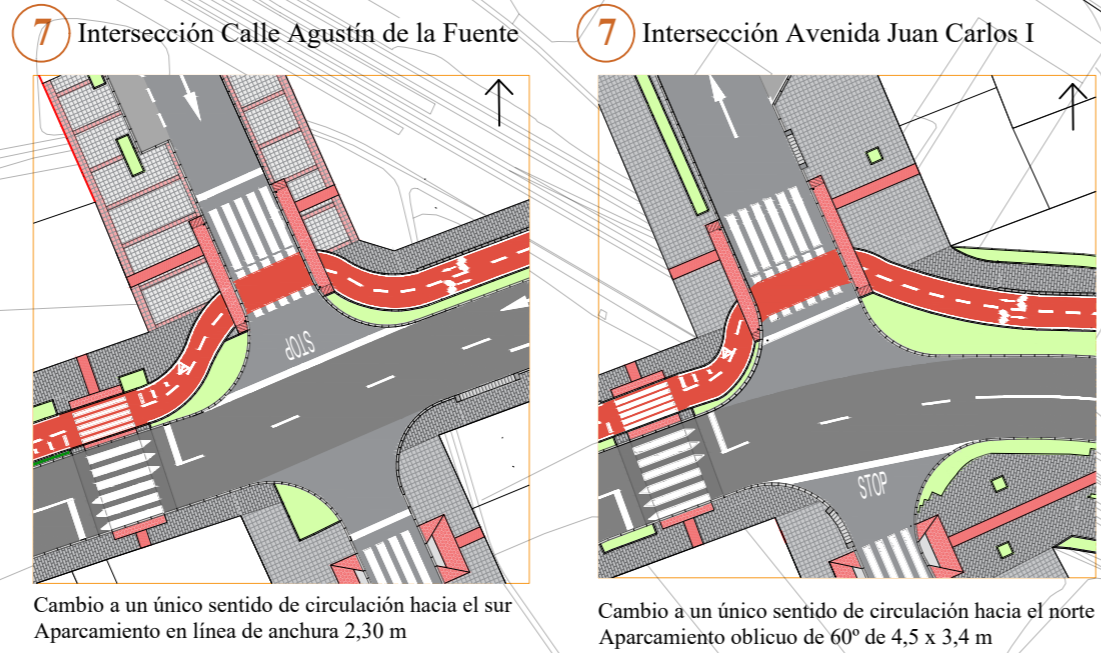 7 Intersección Calle Agustín de la Fuente
STOP
Cambio a un único sentido de circulación hacia el sur
Aparcamiento en línea de anchura 2,30 m
7 Intersección Avenida Juan Carlos I
STOP
Cambio a un único sentido de circulación hacia el norte
Aparcamiento oblicuo de 60º de 4,5 x 3,4 m